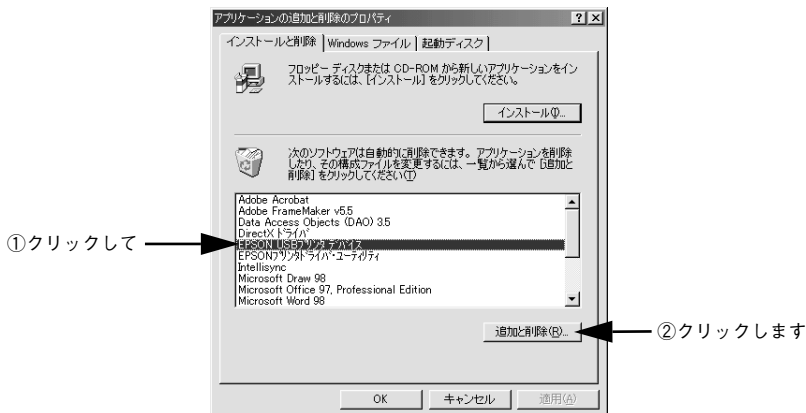 アプリケーションの追加と削除のプロパティ
インストールと削除 Windows ファイル 起動ディスク
フロッピー ディスクまたは CD-ROM から新しいアプリケーションをイン
ストールするには、[インストール] をクリックしてください。
インストール(I)...
次のソフトウェアは自動的に削除できます。アプリケーションを削除
したり、その構成ファイルを変更するには、一覧から選んで [追加と
削除] をクリックしてください(T)
Adobe Acrobat
Adobe FrameMaker v5.5
Data Access Objects (DAO) 3.5
DirectX ドライバ
①クリックして
EPSON USBプリンタデバイス
EPSONプリンタドライバ・ユーティリティ
Intellisync
Microsoft Draw 98
Microsoft Office 97, Professional Edition
Microsoft Word 98
追加と削除(R)...
②クリックします
OK キャンセル 適用(A)